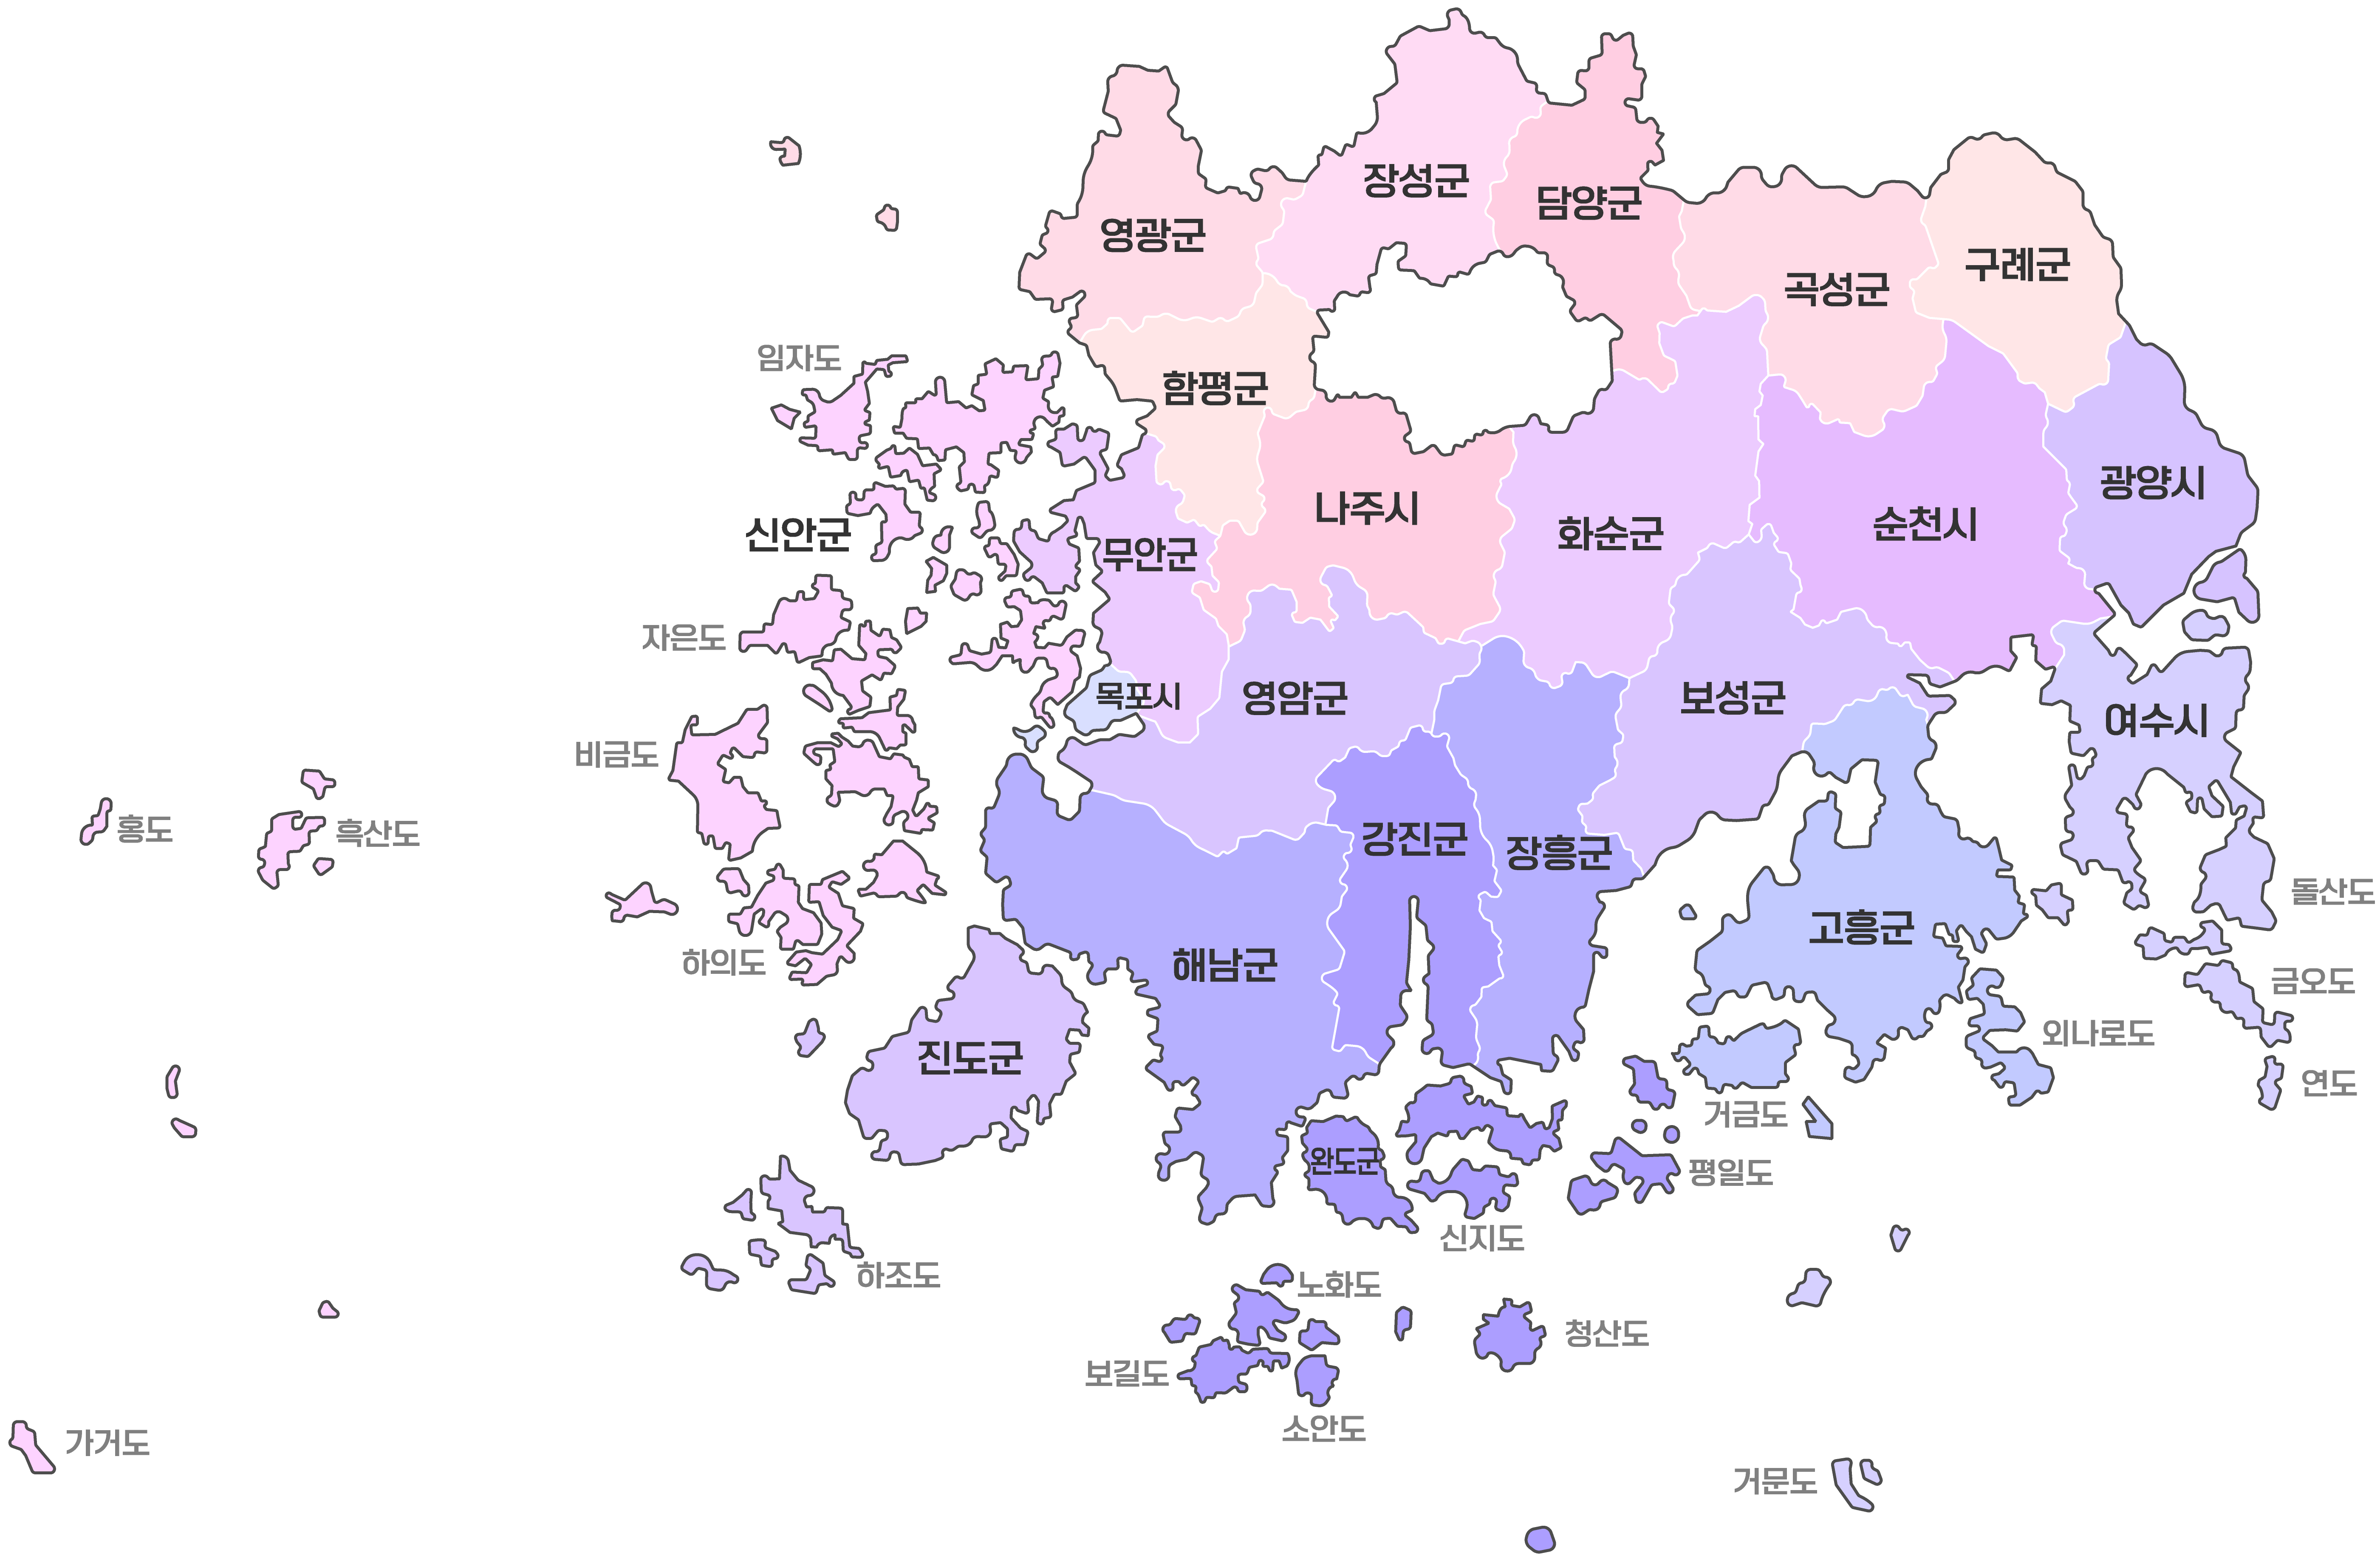 장성군
담양군
영광군
구례군
곡성군
임자도
함평군
광양시
나주시
순천시
신안군
화순군
무안군
자은도
목포시
영암군
보성군
여수시
비금도
홍도
흑산도
강진군
장흥군
돌산도
고흥군
하의도
해남군
금오도
외나로도
진도군
연도
거금도
완도군
평일도
신지도
하조도
노화도
청산도
보길도
소안도
가거도
거문도